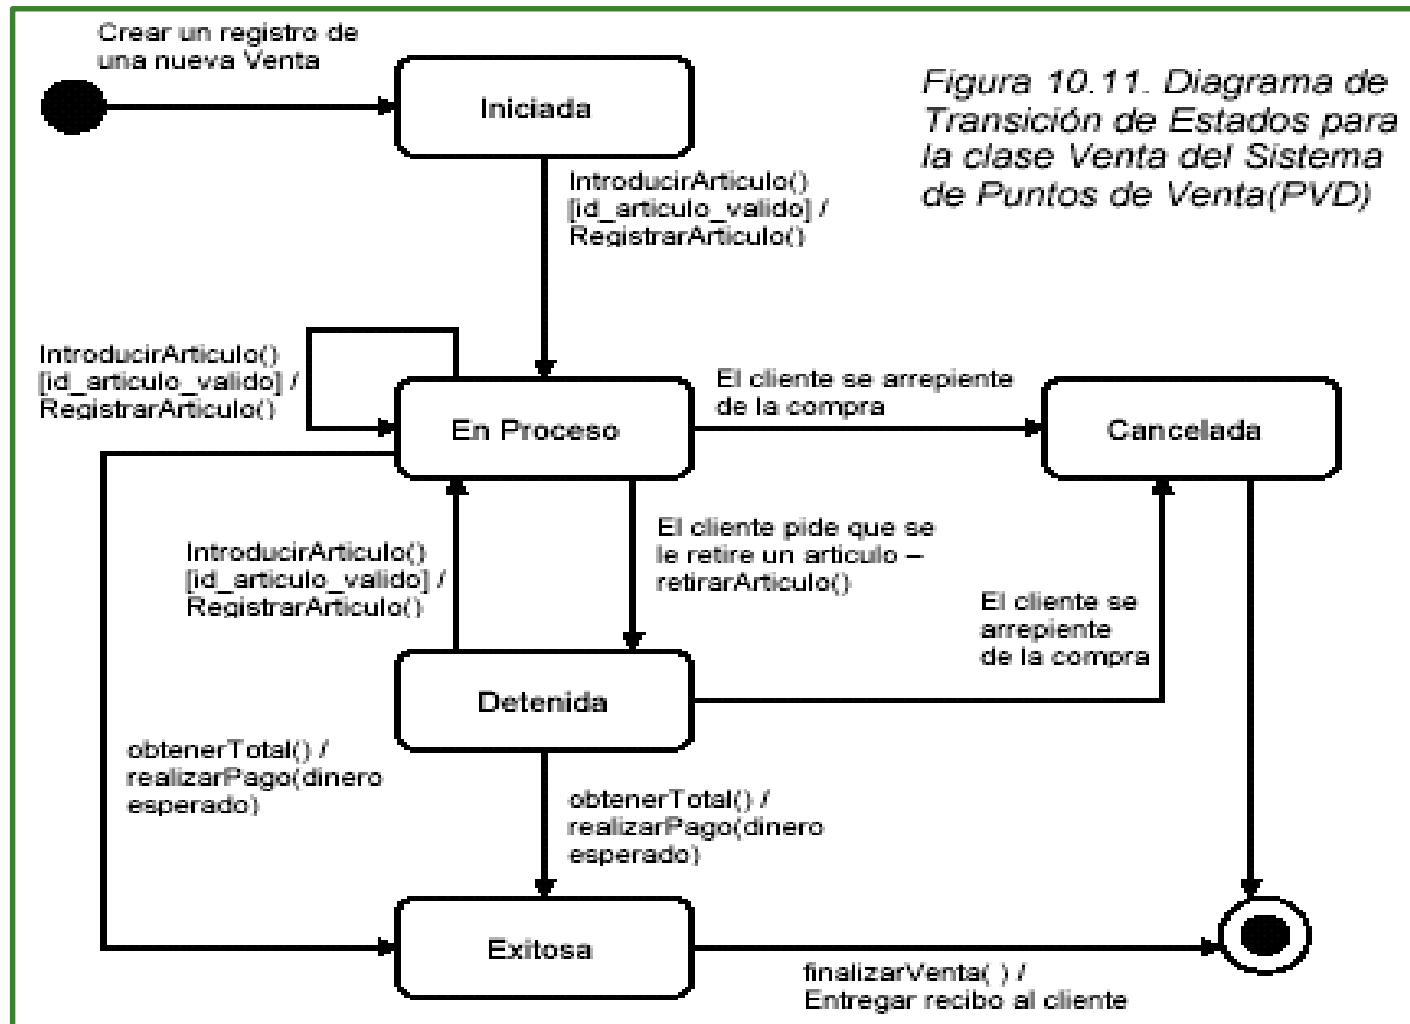 Crear un registro de
una nueva Venta
Iniciada
Figura 10.11. Diagrama de
Transición de Estados para
la clase Venta del Sistema
de Puntos de Venta(PVD)
IntroducirArticulo()
[id_articulo_valido] /
RegistrarArticulo()
IntroducirArticulo()
[id_articulo_valido] /
RegistrarArticulo()
En Proceso
El cliente se arrepiente
de la compra
Cancelada
IntroducirArticulo()
[id_articulo_valido] /
RegistrarArticulo()
El cliente pide que se
le retire un articulo –
retirarArticulo()
El cliente se
arrepiente
de la compra
Detenida
obtenerTotal() /
realizarPago(dinero
esperado)
obtenerTotal() /
realizarPago(dinero
esperado)
Exitosa
finalizarVenta( ) /
Entregar recibo al cliente